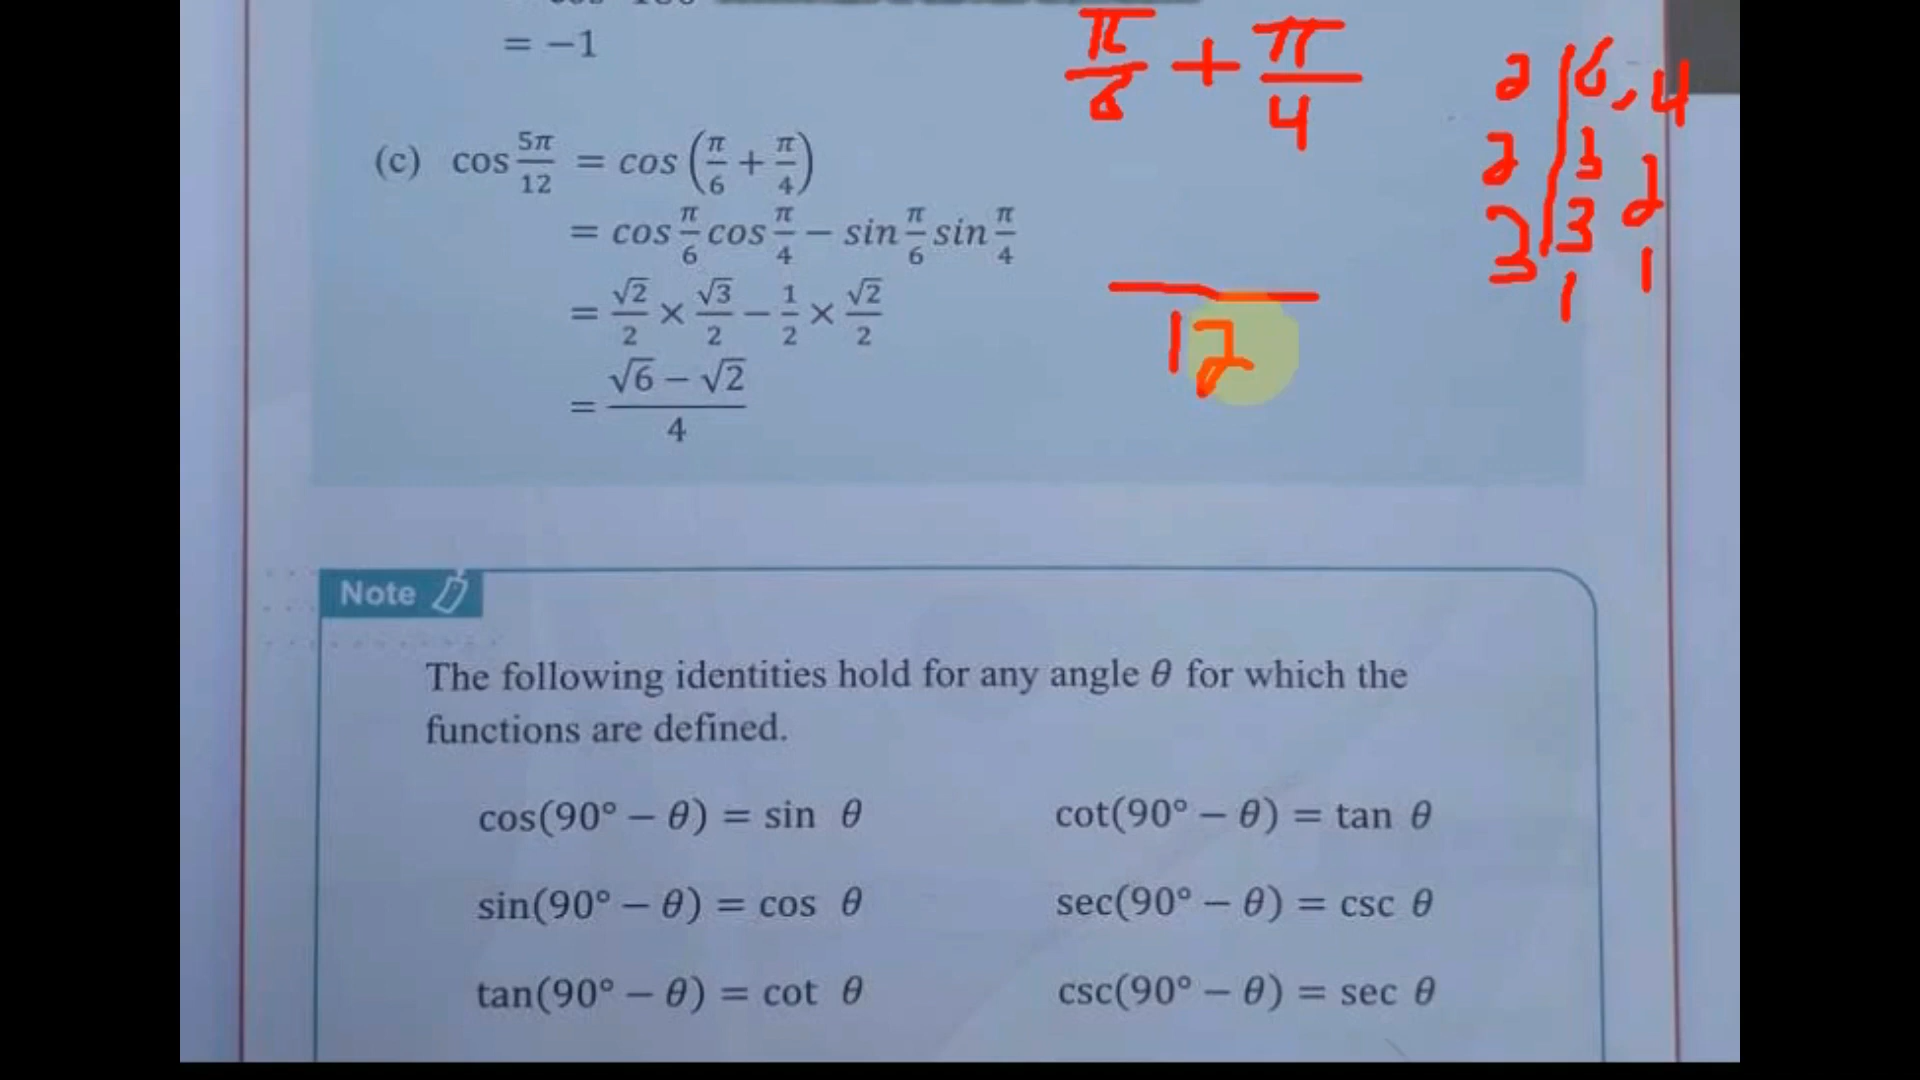 = −1
(c) cos 5π/12 = cos (π/6 + π/4)
= cos π/6 cos π/4 − sin π/6 sin π/4
= √2/2 × √3/2 − 1/2 × √2/2
= (√6 − √2)/4
π/6 + π/4
12
2 | 6, 4
2 | 3 2
3 | 3 1
1
Note
The following identities hold for any angle θ for which the
functions are defined.
cos(90° − θ) = sin θ cot(90° − θ) = tan θ
sin(90° − θ) = cos θ sec(90° − θ) = csc θ
tan(90° − θ) = cot θ csc(90° − θ) = sec θ